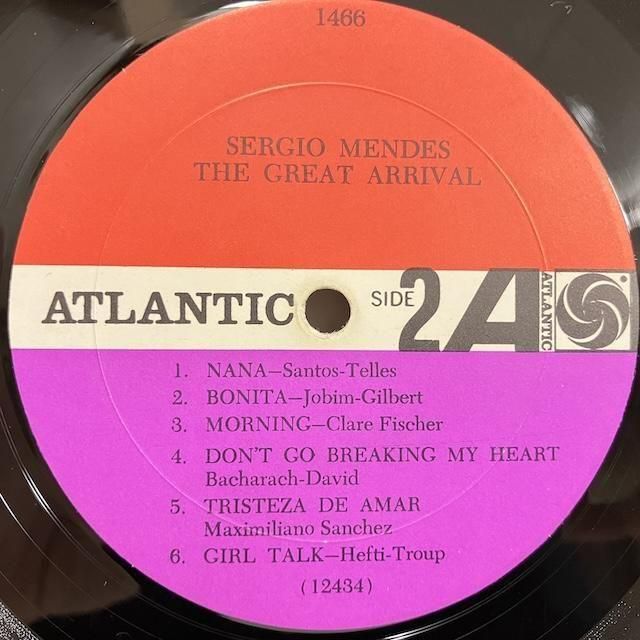 1466
SERGIO MENDES
THE GREAT ARRIVAL
ATLANTIC SIDE 2 A ATLANTIC
1. NANA—Santos-Telles
2. BONITA—Jobim-Gilbert
3. MORNING—Clare Fischer
4. DON'T GO BREAKING MY HEART
Bacharach-David
5. TRISTEZA DE AMAR
Maximiliano Sanchez
6. GIRL TALK—Hefti-Troup
(12434)